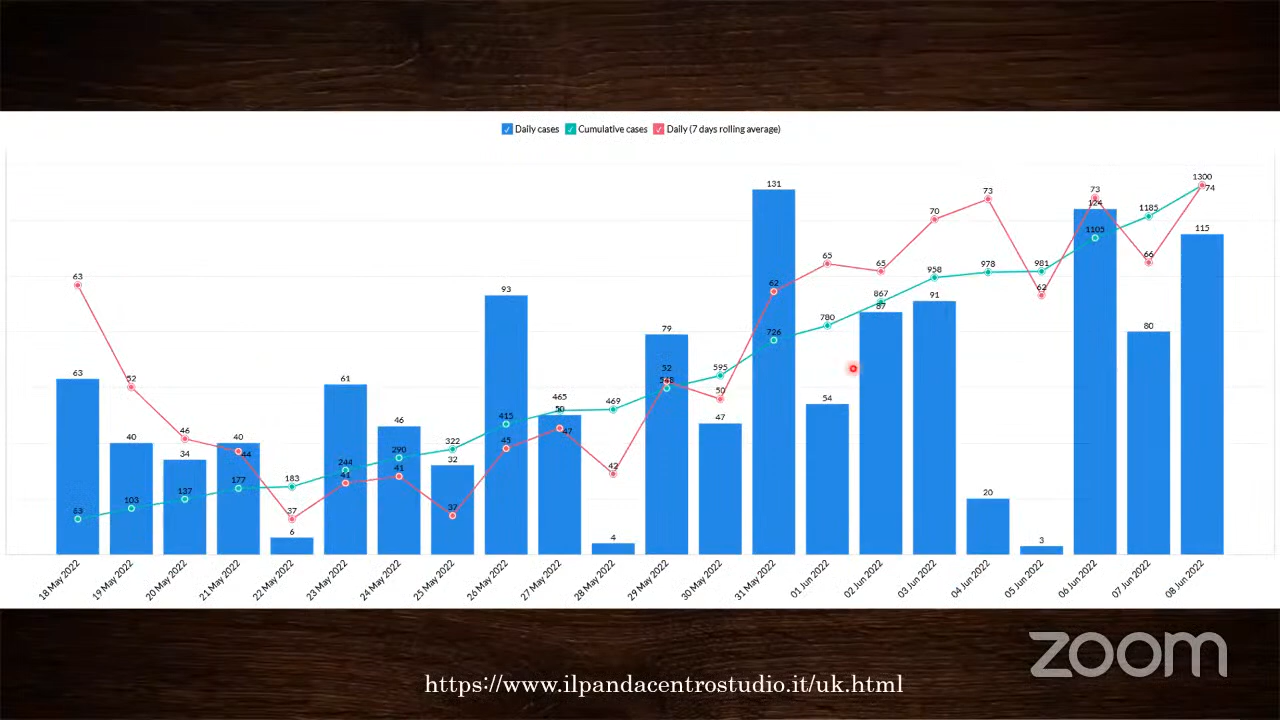 Daily cases Cumulative cases Daily (7 days rolling average)
63 52 46 40 44 37 61 46 37 93 465 469 42 79 52 595 50 131 62 65 65 70 73 62 73 124 1185 66 1300 74
63 40 34 177 183 244 41 290 41 322 32 415 45 50 47 548 47 726 780 867 87 958 91 978 981 1105 80 115
63 103 137 6 4 54 20 3
18 May 2022 19 May 2022 20 May 2022 21 May 2022 22 May 2022 23 May 2022 24 May 2022 25 May 2022 26 May 2022 27 May 2022 28 May 2022 29 May 2022 30 May 2022 31 May 2022 01 Jun 2022 02 Jun 2022 03 Jun 2022 04 Jun 2022 05 Jun 2022 06 Jun 2022 07 Jun 2022 08 Jun 2022
zoom
https://www.ilpandacentrostudio.it/uk.html